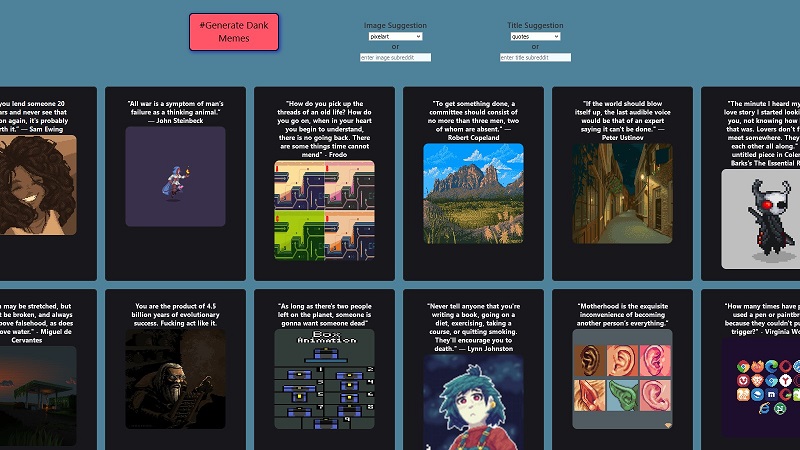 #Generate Dank
Memes
Image Suggestion
pixelart
or
enter image subreddit
Title Suggestion
quotes
or
enter title subreddit
you lend someone 20
ars and never see that
on again, it's probably
rth it." — Sam Ewing
"All war is a symptom of man's
failure as a thinking animal."
— John Steinbeck
"How do you pick up the
threads of an old life? How do
you go on, when in your heart
you begin to understand,
there is no going back. There
are some things time cannot
mend" - Frodo
"To get something done, a
committee should consist of
no more than three men, two
of whom are absent." —
Robert Copeland
"If the world should blow
itself up, the last audible voice
would be that of an expert
saying it can't be done." —
Peter Ustinov
"The minute I heard my
love story I started looki
you, not knowing how
that was. Lovers don't f
meet somewhere. They
each other all along."
untitled piece in Coler
Barks's The Essential R
may be stretched, but
t be broken, and always
bove falsehood, as does
ove water." - Miguel de
Cervantes
You are the product of 4.5
billion years of evolutionary
success. Fucking act like it.
"As long as there's two people
left on the planet, someone is
gonna want someone dead"
Box
Animation
1
2
3
4
5
6
7
8
9
"Never tell anyone that you're
writing a book, going on a
diet, exercising, taking a
course, or quitting smoking.
They'll encourage you to
death." — Lynn Johnston
"Motherhood is the exquisite
inconvenience of becoming
another person's everything."
"How many times have p
used a pen or paintbr
because they couldn't pu
trigger?" - Virginia Wo